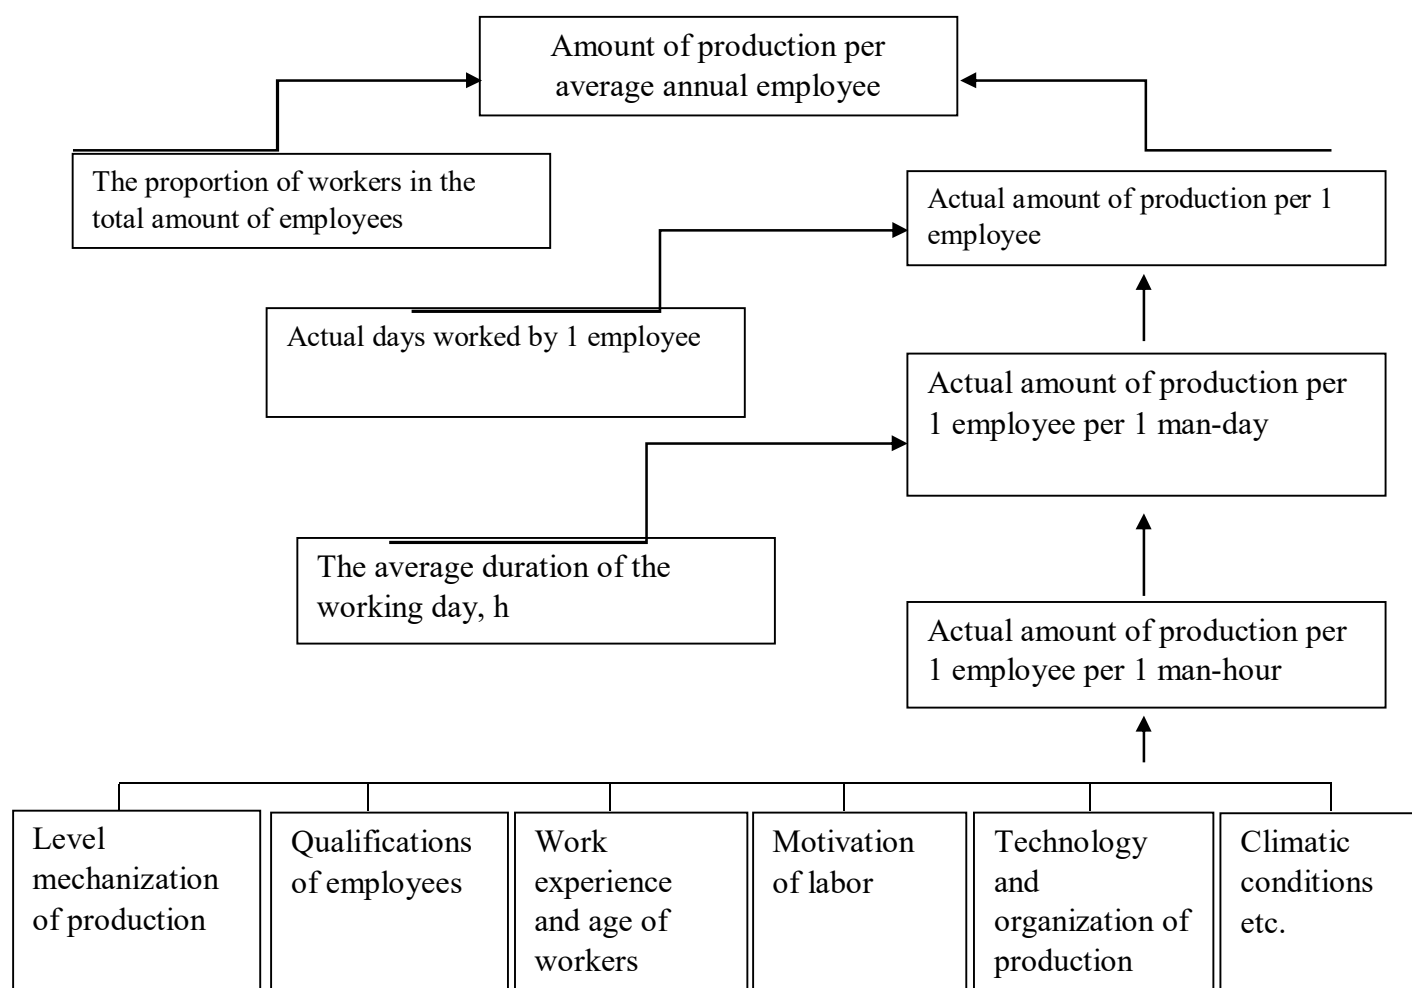 Amount of production per
average annual employee
The proportion of workers in the
total amount of employees
Actual amount of production per 1
employee
Actual days worked by 1 employee
Actual amount of production per
1 employee per 1 man-day
The average duration of the
working day, h
Actual amount of production per
1 employee per 1 man-hour
Level
mechanization
of production
Qualifications
of employees
Work
experience
and age of
workers
Motivation
of labor
Technology
and
organization of
production
Climatic
conditions
etc.